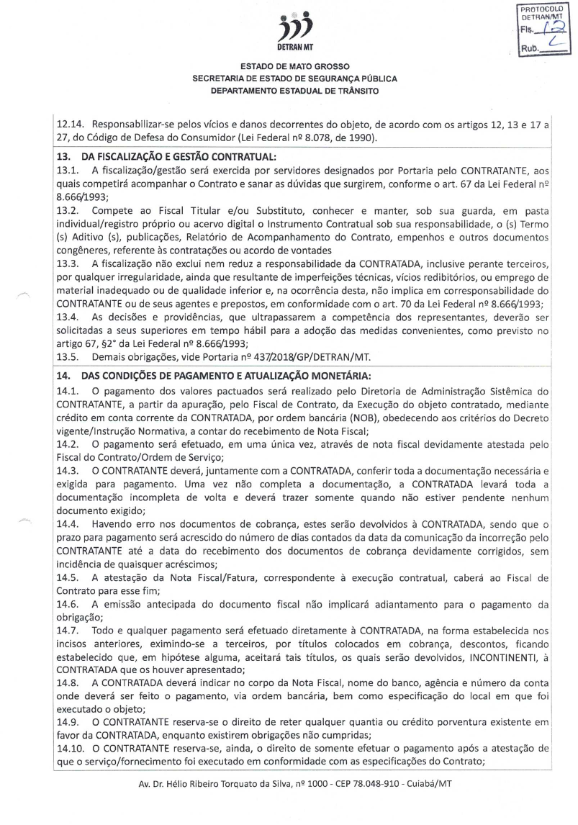 DETRAN MT
PROTOCOLO
DETRAN/MT
Fls. 12
Rub.
ESTADO DE MATO GROSSO
SECRETARIA DE ESTADO DE SEGURANÇA PÚBLICA
DEPARTAMENTO ESTADUAL DE TRÂNSITO
12.14. Responsabilizar-se pelos vícios e danos decorrentes do objeto, de acordo com os artigos 12, 13 e 17 a
27, do Código de Defesa do Consumidor (Lei Federal nº 8.078, de 1990).
13. DA FISCALIZAÇÃO E GESTÃO CONTRATUAL:
13.1. A fiscalização/gestão será exercida por servidores designados por Portaria pelo CONTRATANTE, aos
quais competirá acompanhar o Contrato e sanar as dúvidas que surgirem, conforme o art. 67 da Lei Federal nº
8.666/1993;
13.2. Compete ao Fiscal Titular e/ou Substituto, conhecer e manter, sob sua guarda, em pasta
individual/registro próprio ou acervo digital o Instrumento Contratual sob sua responsabilidade, o (s) Termo
(s) Aditivo (s), publicações, Relatório de Acompanhamento do Contrato, empenhos e outros documentos
congêneres, referente às contratações ou acordo de vontades
13.3. A fiscalização não exclui nem reduz a responsabilidade da CONTRATADA, inclusive perante terceiros,
por qualquer irregularidade, ainda que resultante de imperfeições técnicas, vícios redibitórios, ou emprego de
material inadequado ou de qualidade inferior e, na ocorrência desta, não implica em corresponsabilidade do
CONTRATANTE ou de seus agentes e prepostos, em conformidade com o art. 70 da Lei Federal nº 8.666/1993;
13.4. As decisões e providências, que ultrapassarem a competência dos representantes, deverão ser
solicitadas a seus superiores em tempo hábil para a adoção das medidas convenientes, como previsto no
artigo 67, §2° da Lei Federal nº 8.666/1993;
13.5. Demais obrigações, vide Portaria nº 437/2018/GP/DETRAN/MT.
14. DAS CONDIÇÕES DE PAGAMENTO E ATUALIZAÇÃO MONETÁRIA:
14.1. O pagamento dos valores pactuados será realizado pelo Diretoria de Administração Sistêmica do
CONTRATANTE, a partir da apuração, pelo Fiscal de Contrato, da Execução do objeto contratado, mediante
crédito em conta corrente da CONTRATADA, por ordem bancária (NOB), obedecendo aos critérios do Decreto
vigente/Instrução Normativa, a contar do recebimento de Nota Fiscal;
14.2. O pagamento será efetuado, em uma única vez, através de nota fiscal devidamente atestada pelo
Fiscal do Contrato/Ordem de Serviço;
14.3. O CONTRATANTE deverá, juntamente com a CONTRATADA, conferir toda a documentação necessária e
exigida para pagamento. Uma vez não completa a documentação, a CONTRATADA levará toda a
documentação incompleta de volta e deverá trazer somente quando não estiver pendente nenhum
documento exigido;
14.4. Havendo erro nos documentos de cobrança, estes serão devolvidos à CONTRATADA, sendo que o
prazo para pagamento será acrescido do número de dias contados da data da comunicação da incorreção pelo
CONTRATANTE até a data do recebimento dos documentos de cobrança devidamente corrigidos, sem
incidência de quaisquer acréscimos;
14.5. A atestação da Nota Fiscal/Fatura, correspondente à execução contratual, caberá ao Fiscal de
Contrato para esse fim;
14.6. A emissão antecipada do documento fiscal não implicará adiantamento para o pagamento da
obrigação;
14.7. Todo e qualquer pagamento será efetuado diretamente à CONTRATADA, na forma estabelecida nos
incisos anteriores, eximindo-se a terceiros, por títulos colocados em cobrança, descontos, ficando
estabelecido que, em hipótese alguma, aceitará tais títulos, os quais serão devolvidos, INCONTINENTI, à
CONTRATADA que os houver apresentado;
14.8. A CONTRATADA deverá indicar no corpo da Nota Fiscal, nome do banco, agência e número da conta
onde deverá ser feito o pagamento, via ordem bancária, bem como especificação do local em que foi
executado o objeto;
14.9. O CONTRATANTE reserva-se o direito de reter qualquer quantia ou crédito porventura existente em
favor da CONTRATADA, enquanto existirem obrigações não cumpridas;
14.10. O CONTRATANTE reserva-se, ainda, o direito de somente efetuar o pagamento após a atestação de
que o serviço/fornecimento foi executado em conformidade com as especificações do Contrato;
Av. Dr. Hélio Ribeiro Torquato da Silva, nº 1000 - CEP 78.048-910 - Cuiabá/MT